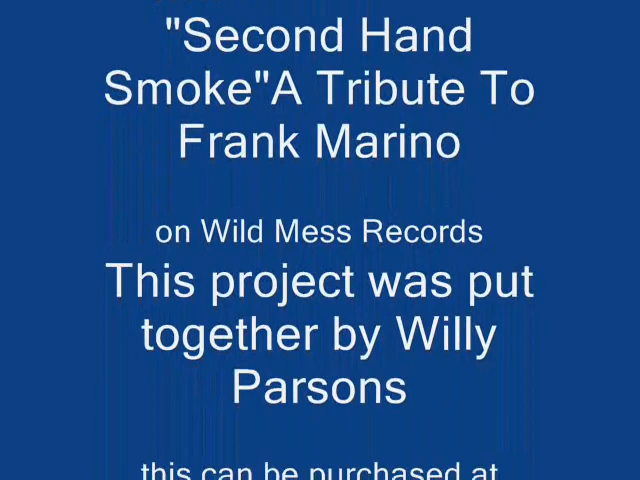 "Second Hand
Smoke"A Tribute To
Frank Marino
on Wild Mess Records
This project was put
together by Willy
Parsons
this can be purchased at